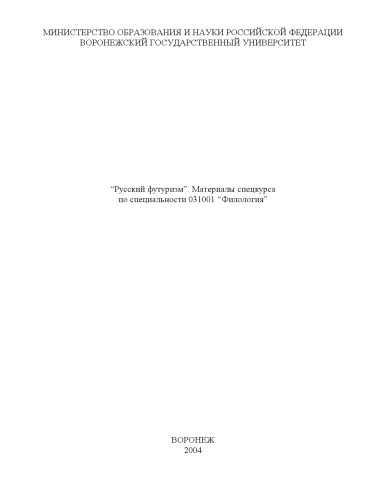 МИНИСТЕРСТВО ОБРАЗОВАНИЯ И НАУКИ РОССИЙСКОЙ ФЕДЕРАЦИИ
ВОРОНЕЖСКИЙ ГОСУДАРСТВЕННЫЙ УНИВЕРСИТЕТ
“Русский футуризм”. Материалы спецкурса
по специальности 031001 “Филология”
ВОРОНЕЖ
2004